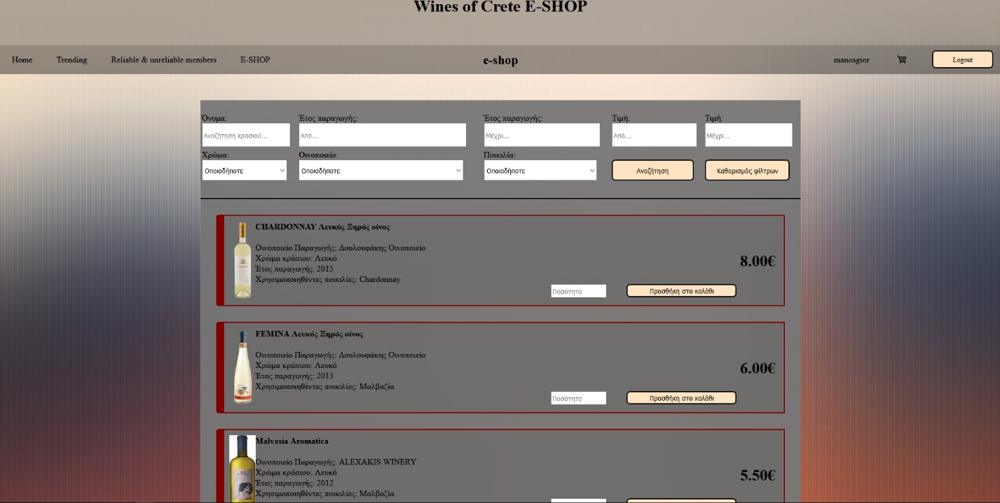 Wines of Crete E-SHOP
Home Trending Reliable & unreliable members E-SHOP e-shop manosgior Logout
Όνομα: Έτος παραγωγής: Έτος παραγωγής: Τιμή: Τιμή:
Αναζήτηση κρασιού... Από... Μέχρι... Από... Μέχρι...
Χρώμα: Οινοποιείο: Ποικιλία:
Οποιοδήποτε Οποιοδήποτε Οποιοδήποτε Αναζήτηση Καθαρισμός φίλτρων
CHARDONNAY Λευκός Ξηρός οίνος
Οινοποιείο Παραγωγής: Δουλουφάκης Οινοποιείο
Χρώμα κράσιου: Λευκό
Έτος παραγωγής: 2015
Χρησιμοποιηθέντες ποικιλίες: Chardonnay
8.00€
Ποσότητα Προσθήκη στο καλάθι
FEMINA Λευκός Ξηρός οίνος
Οινοποιείο Παραγωγής: Δουλουφάκης Οινοποιείο
Χρώμα κράσιου: Λευκό
Έτος παραγωγής: 2013
Χρησιμοποιηθέντες ποικιλίες: Μαλβαζία
6.00€
Ποσότητα Προσθήκη στο καλάθι
Malvasia Aromatica
Οινοποιείο Παραγωγής: ALEXAKIS WINERY
Χρώμα κράσιου: Λευκό
Έτος παραγωγής: 2012
Χρησιμοποιηθέντες ποικιλίες: Μαλβαζία
5.50€